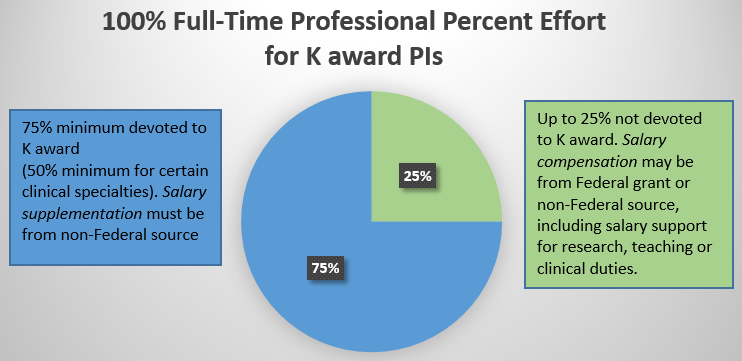 100% Full-Time Professional Percent Effort
for K award PIs
75% minimum devoted to
K award
(50% minimum for certain
clinical specialties). Salary
supplementation must be
from non-Federal source
25%
75%
Up to 25% not devoted
to K award. Salary
compensation may be
from Federal grant or
non-Federal source,
including salary support
for research, teaching or
clinical duties.